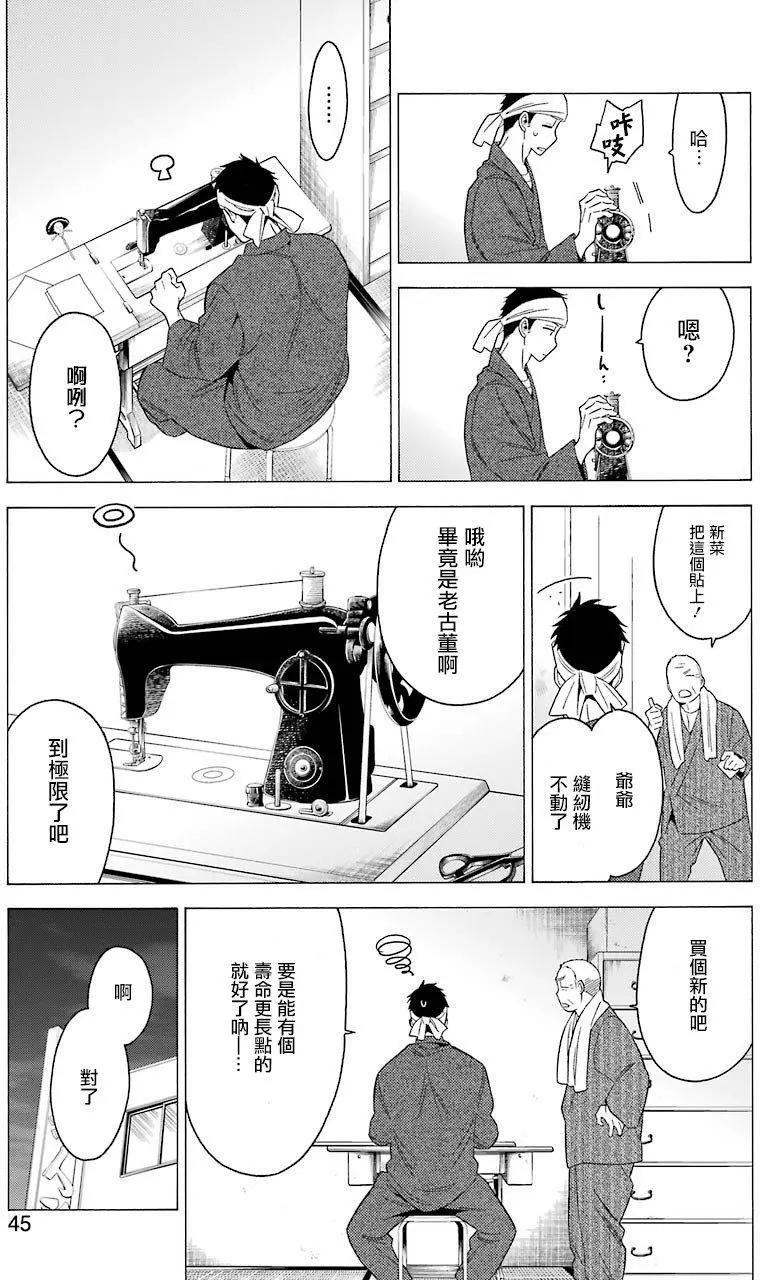 哈⋯
咔吱
嗯?
しーん⋯
⋯⋯
啊咧?
新菜
把這個貼上!
爺爺
縫紉機
不動了
哦喲
畢竟是老古董啊
到極限了吧
買個新的吧
要是能有個
壽命更長點的
就好了吶──⋯
啊
對了
45